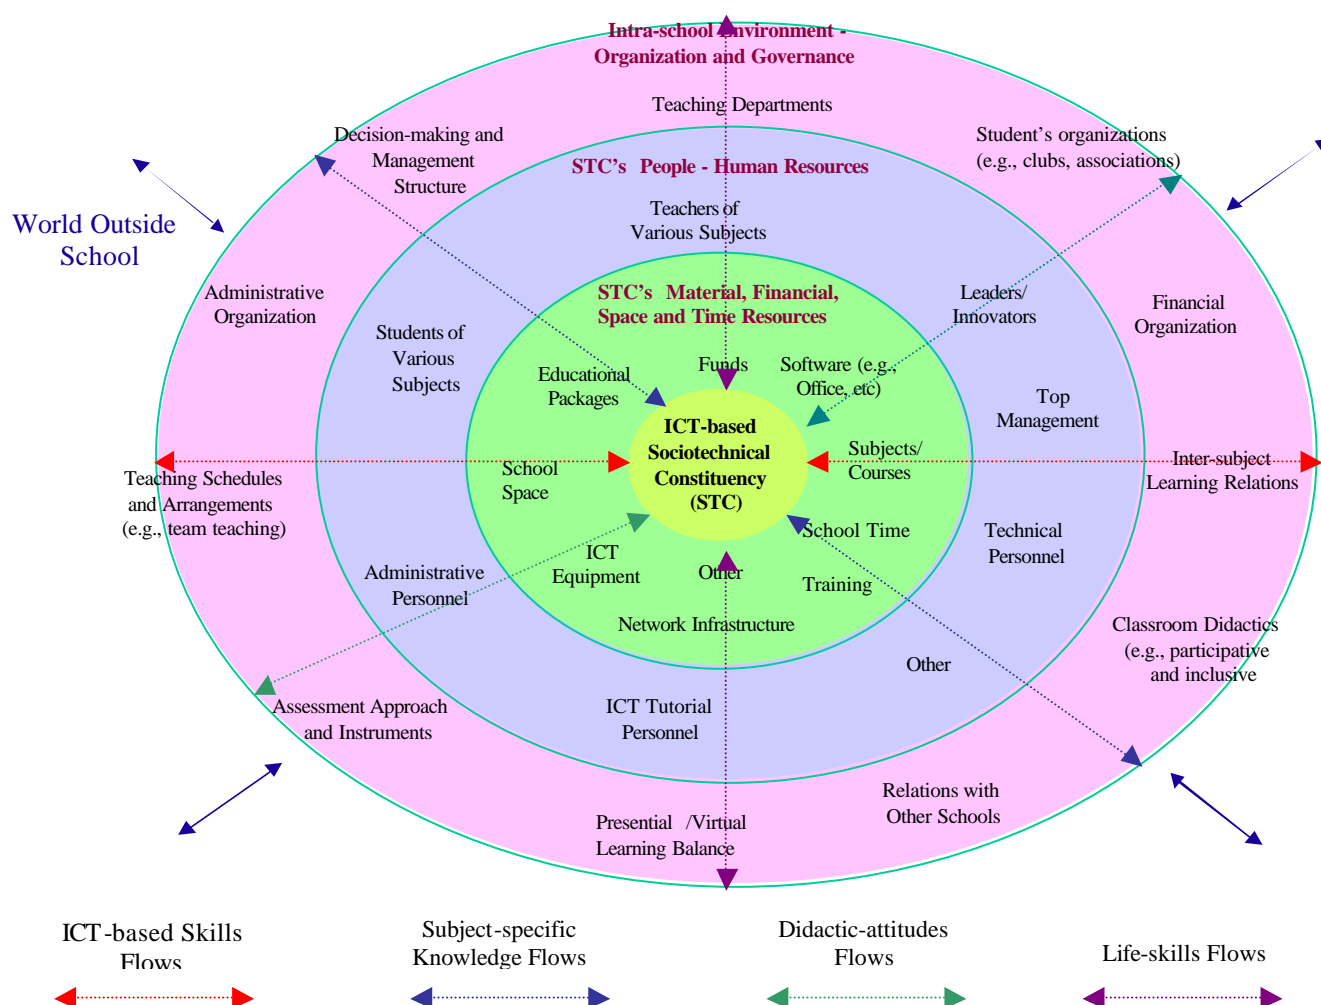 Intra-school Environment -
Organization and Governance
Teaching Departments
Decision-making and
Management
Structure
Student's organizations
(e.g., clubs, associations)
STC's People - Human Resources
World Outside
School
Teachers of
Various Subjects
Administrative
Organization
STC's Material, Financial,
Space and Time Resources
Leaders/
Innovators
Financial
Organization
Students of
Various
Subjects
Educational
Packages
Funds
Software (e.g.,
Office, etc)
Top
Management
ICT-based
Sociotechnical
Constituency
(STC)
Subjects/
Courses
School
Space
Teaching Schedules
and Arrangements
(e.g., team teaching)
Inter-subject
Learning Relations
School Time
Technical
Personnel
ICT
Equipment
Other
Training
Administrative
Personnel
Network Infrastructure
Classroom Didactics
(e.g., participative
and inclusive
Other
Assessment Approach
and Instruments
ICT Tutorial
Personnel
Relations with
Other Schools
Presential /Virtual
Learning Balance
ICT-based Skills
Flows
Subject-specific
Knowledge Flows
Didactic-attitudes
Flows
Life-skills Flows